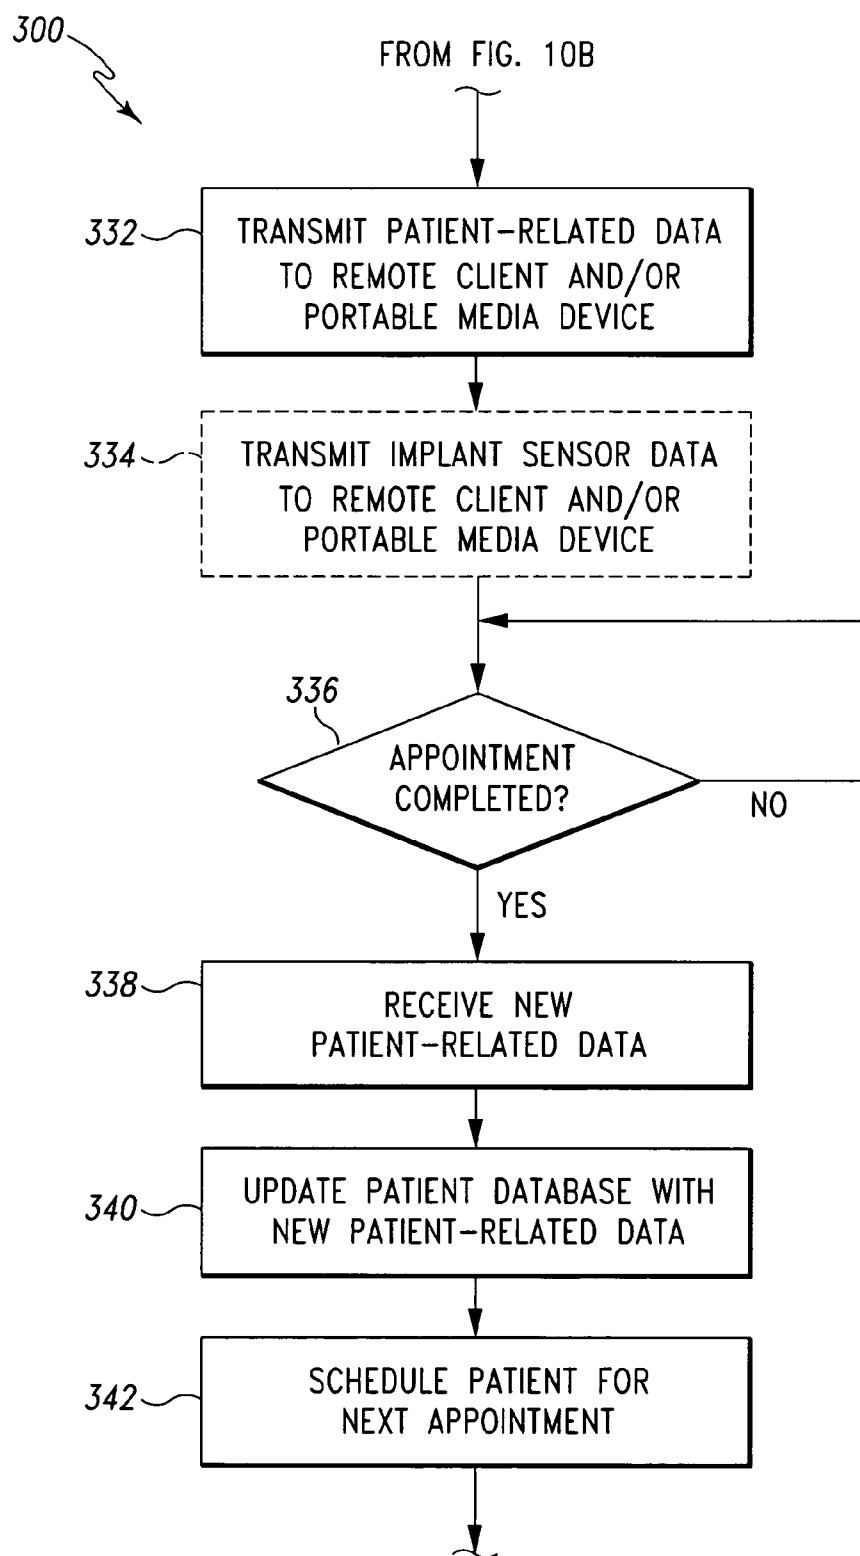 300
FROM FIG. 10B
332
TRANSMIT PATIENT-RELATED DATA
TO REMOTE CLIENT AND/OR
PORTABLE MEDIA DEVICE
334
TRANSMIT IMPLANT SENSOR DATA
TO REMOTE CLIENT AND/OR
PORTABLE MEDIA DEVICE
336
APPOINTMENT
COMPLETED?
NO
YES
338
RECEIVE NEW
PATIENT-RELATED DATA
340
UPDATE PATIENT DATABASE WITH
NEW PATIENT-RELATED DATA
342
SCHEDULE PATIENT FOR
NEXT APPOINTMENT